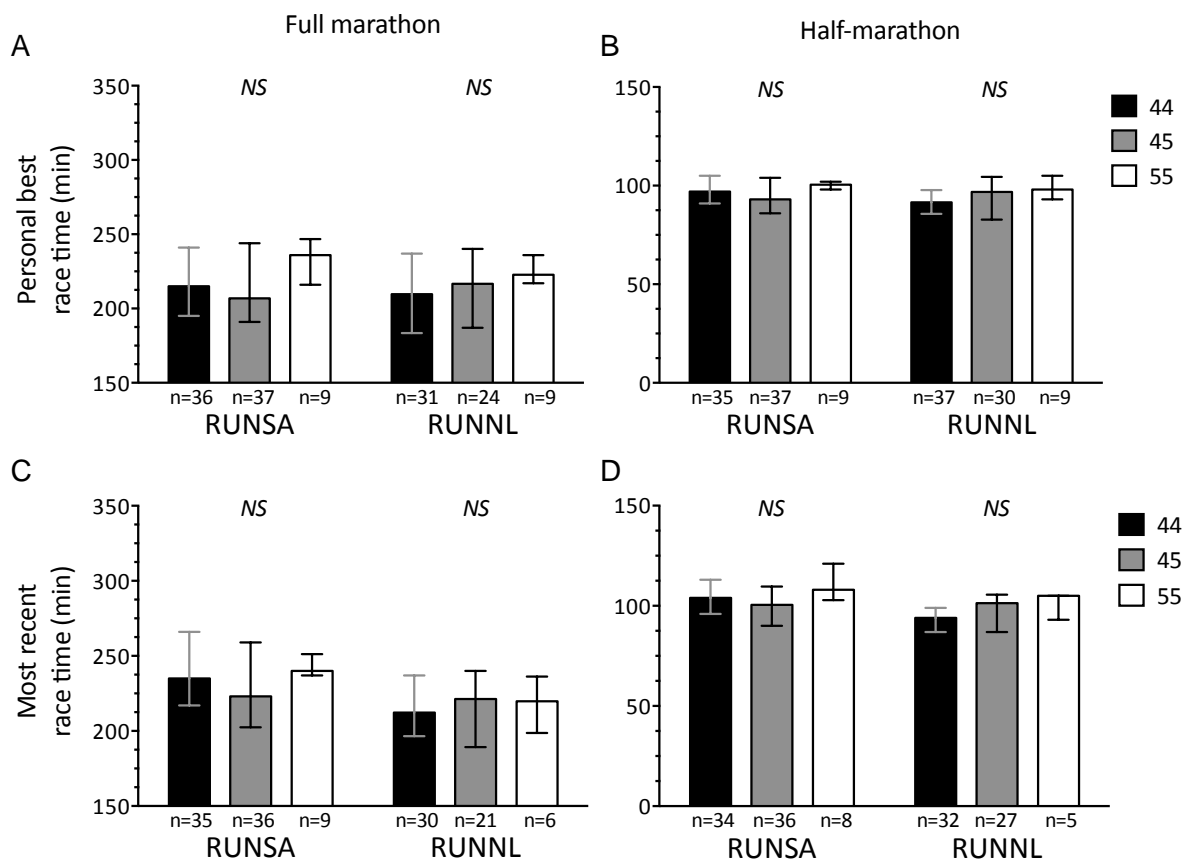 Full marathon
Half-marathon
A
NS NS
350
300
250
200
150
Personal best
race time (min)
n=36 n=37 n=9 n=31 n=24 n=9
RUNSA RUNNL
B
NS NS
150
100
50
0
n=35 n=37 n=9 n=37 n=30 n=9
RUNSA RUNNL
44
45
55
C
NS NS
350
300
250
200
150
Most recent
race time (min)
n=35 n=36 n=9 n=30 n=21 n=6
RUNSA RUNNL
D
NS NS
150
100
50
0
n=34 n=36 n=8 n=32 n=27 n=5
RUNSA RUNNL
44
45
55